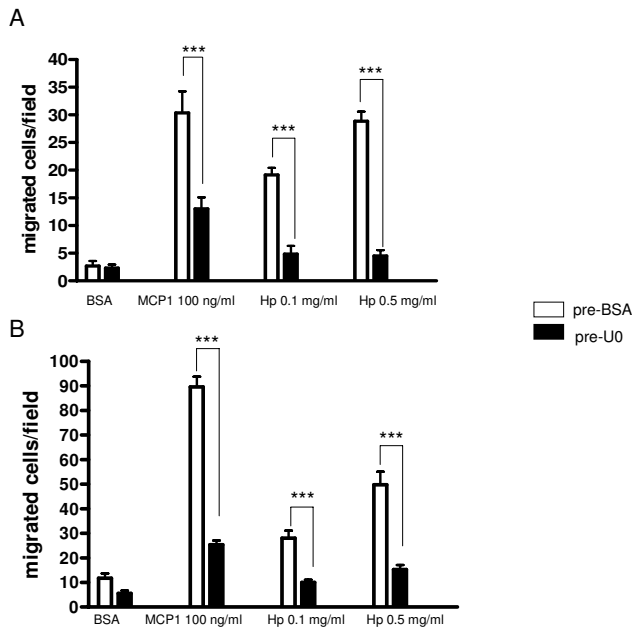 A
migrated cells/field
40
35
30
25
20
15
10
5
0
***
***
***
BSA
MCP1 100 ng/ml
Hp 0.1 mg/ml
Hp 0.5 mg/ml
pre-BSA
pre-U0
B
migrated cells/field
100
90
80
70
60
50
40
30
20
10
0
***
***
***
BSA
MCP1 100 ng/ml
Hp 0.1 mg/ml
Hp 0.5 mg/ml